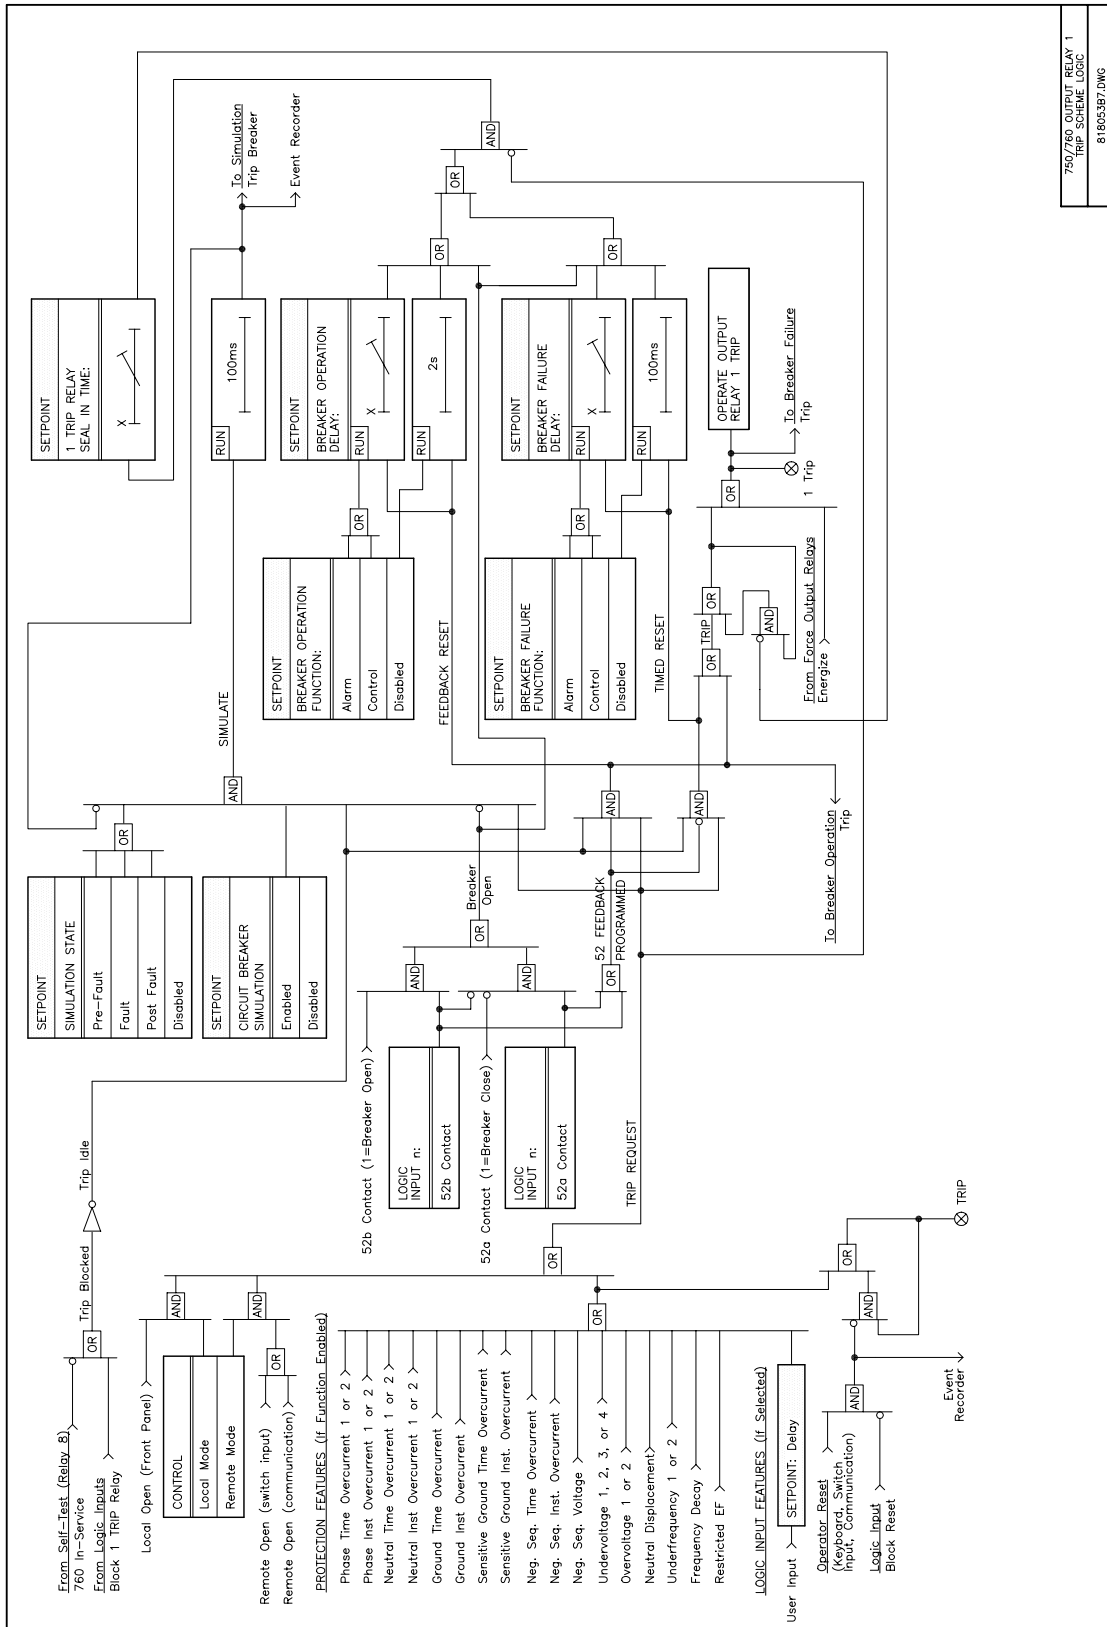 From Self-Test (Relay 8)
760 In-Service
From Logic Inputs
Block 1 TRIP Relay
OR
Trip Blocked
Trip Idle
Local Open (Front Panel)
CONTROL
Local Mode
Remote Mode
AND
AND
Remote Open (switch input)
Remote Open (communication)
OR
PROTECTION FEATURES (If Function Enabled)
Phase Time Overcurrent 1 or 2
Phase Inst Overcurrent 1 or 2
Neutral Time Overcurrent 1 or 2
Neutral Inst Overcurrent 1 or 2
Ground Time Overcurrent
Ground Inst Overcurrent
Sensitive Ground Time Overcurrent
Sensitive Ground Inst. Overcurrent
Neg. Seq. Time Overcurrent
Neg. Seq. Inst. Overcurrent
Neg. Seq. Voltage
Undervoltage 1, 2, 3, or 4
Overvoltage 1 or 2
Neutral Displacement
Underfrequency 1 or 2
Frequency Decay
Restricted EF
OR
OR
LOGIC INPUT FEATURES (If Selected)
User Input
SETPOINT: Delay
Operator Reset
(Keyboard, Switch
Input, Communication)
Logic Input
Block Reset
AND
Event
Recorder
AND
AND
OR
TRIP
TRIP REQUEST
SETPOINT
SIMULATION STATE
Pre-Fault
Fault
Post Fault
Disabled
OR
SETPOINT
CIRCUIT BREAKER
SIMULATION
Enabled
Disabled
AND
SIMULATE
52b Contact (1=Breaker Open)
LOGIC
INPUT n:
52b Contact
52a Contact (1=Breaker Close)
LOGIC
INPUT n:
52a Contact
AND
AND
OR
Breaker
Open
OR
52 FEEDBACK
PROGRAMMED
AND
AND
To Breaker Operation
Trip
SETPOINT
1 TRIP RELAY
SEAL IN TIME:
X
RUN
100ms
To Simulation
Trip Breaker
Event Recorder
SETPOINT
BREAKER OPERATION
FUNCTION:
Alarm
Control
Disabled
OR
FEEDBACK RESET
SETPOINT
BREAKER OPERATION
DELAY:
RUN
X
RUN
2s
OR
SETPOINT
BREAKER FAILURE
FUNCTION:
Alarm
Control
Disabled
OR
TIMED RESET
SETPOINT
BREAKER FAILURE
DELAY:
RUN
X
RUN
100ms
OR
OR
AND
OR
TRIP
OR
AND
From Force Output Relays
Energize
OR
1 Trip
To Breaker Failure
Trip
OPERATE OUTPUT
RELAY 1 TRIP
750/760 OUTPUT RELAY 1
TRIP SCHEME LOGIC
818053B7.DWG